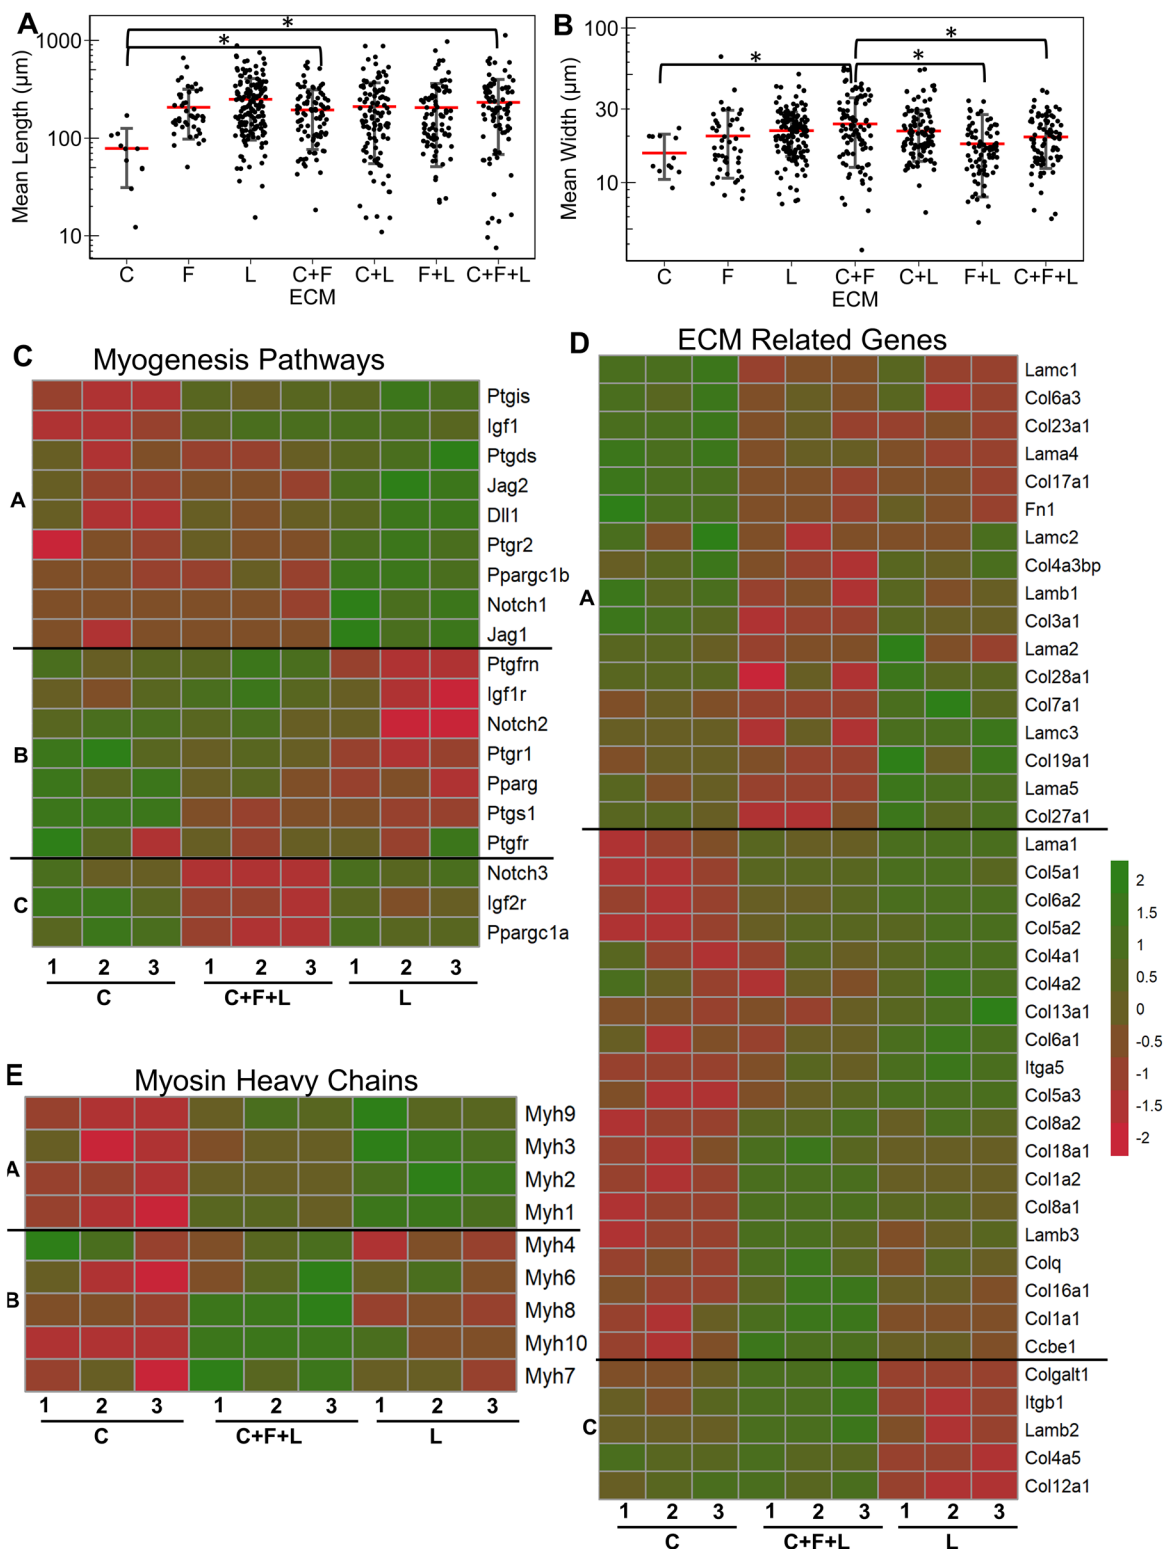 A
Mean Length (μm)
1000
100
10
*
*
C F L C+F C+L F+L C+F+L
ECM
B
Mean Width (μm)
100
30
10
*
*
*
C F L C+F C+L F+L C+F+L
ECM
C
Myogenesis Pathways
A
Ptgis
Igf1
Ptgds
Jag2
Dll1
Ptgr2
Ppargc1b
Notch1
Jag1
B
Ptgfrn
Igf1r
Notch2
Ptgr1
Pparg
Ptgs1
Ptgfr
C
Notch3
Igf2r
Ppargc1a
1 2 3 1 2 3 1 2 3
C C+F+L L
D
ECM Related Genes
A
Lamc1
Col6a3
Col23a1
Lama4
Col17a1
Fn1
Lamc2
Col4a3bp
Lamb1
Col3a1
Lama2
Col28a1
Col7a1
Lamc3
Col19a1
Lama5
Col27a1
Lama1
Col5a1
Col6a2
Col5a2
Col4a1
Col4a2
Col13a1
Col6a1
Itga5
Col5a3
Col8a2
Col18a1
Col1a2
Col8a1
Lamb3
Colq
Col16a1
Col1a1
Ccbe1
C
Colgalt1
Itgb1
Lamb2
Col4a5
Col12a1
1 2 3 1 2 3 1 2 3
C C+F+L L
2
1.5
1
0.5
0
-0.5
-1
-1.5
-2
E
Myosin Heavy Chains
A
Myh9
Myh3
Myh2
Myh1
B
Myh4
Myh6
Myh8
Myh10
Myh7
1 2 3 1 2 3 1 2 3
C C+F+L L